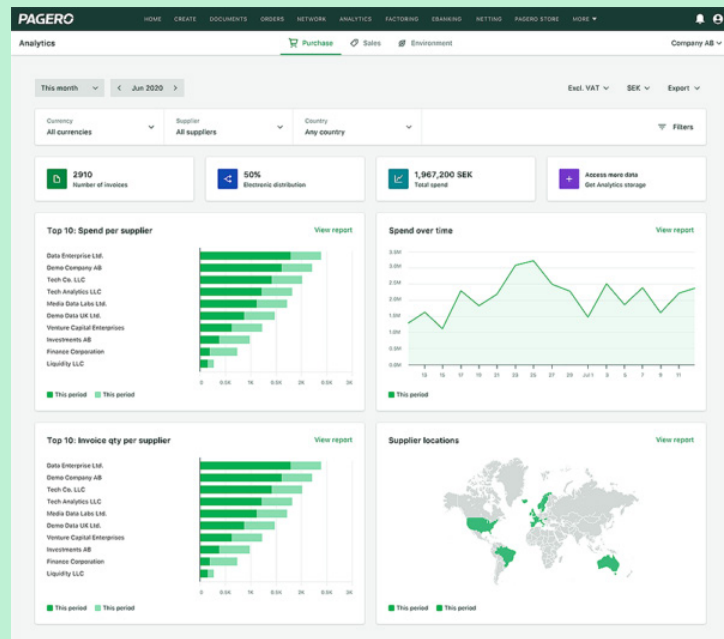 PAGERO HOME CREATE DOCUMENTS ORDERS NETWORK ANALYTICS FACTORING EBANKING NETTING PAGERO STORE MORE
Analytics Purchase Sales Environment Company AB
This month Jun 2020 Excl. VAT SEK Export
Currency Supplier Country
All currencies All suppliers Any country Filters
2910 50% 1,967,200 SEK Access more data
Number of invoices Electronic distribution Total spend Get Analytics storage
Top 10: Spend per supplier View report
Data Enterprise Ltd.
Demo Company AB
Tech Co. LLC
Tech Analytics LLC
Media Data Labs Ltd.
Demo Data UK Ltd.
Venture Capital Enterprises
Investments AB
Finance Corporation
Liquidity LLC
0 0.5K 1K 0.5K 2K 0.5K 3K
This period This period
Spend over time View report
3.5M
3.0M
2.5M
2.0M
1.5M
1.0M
0.0M
13 15 17 19 21 23 25 27 29 Jul 1 3 5 7 9 11
This period
Top 10: Invoice qty per supplier View report
Data Enterprise Ltd.
Demo Company AB
Tech Co. LLC
Tech Analytics LLC
Media Data Labs Ltd.
Demo Data UK Ltd.
Venture Capital Enterprises
Investments AB
Finance Corporation
Liquidity LLC
0 0.5K 1K 0.5K 2K 0.5K 3K
This period This period
Supplier locations View report
This period This period